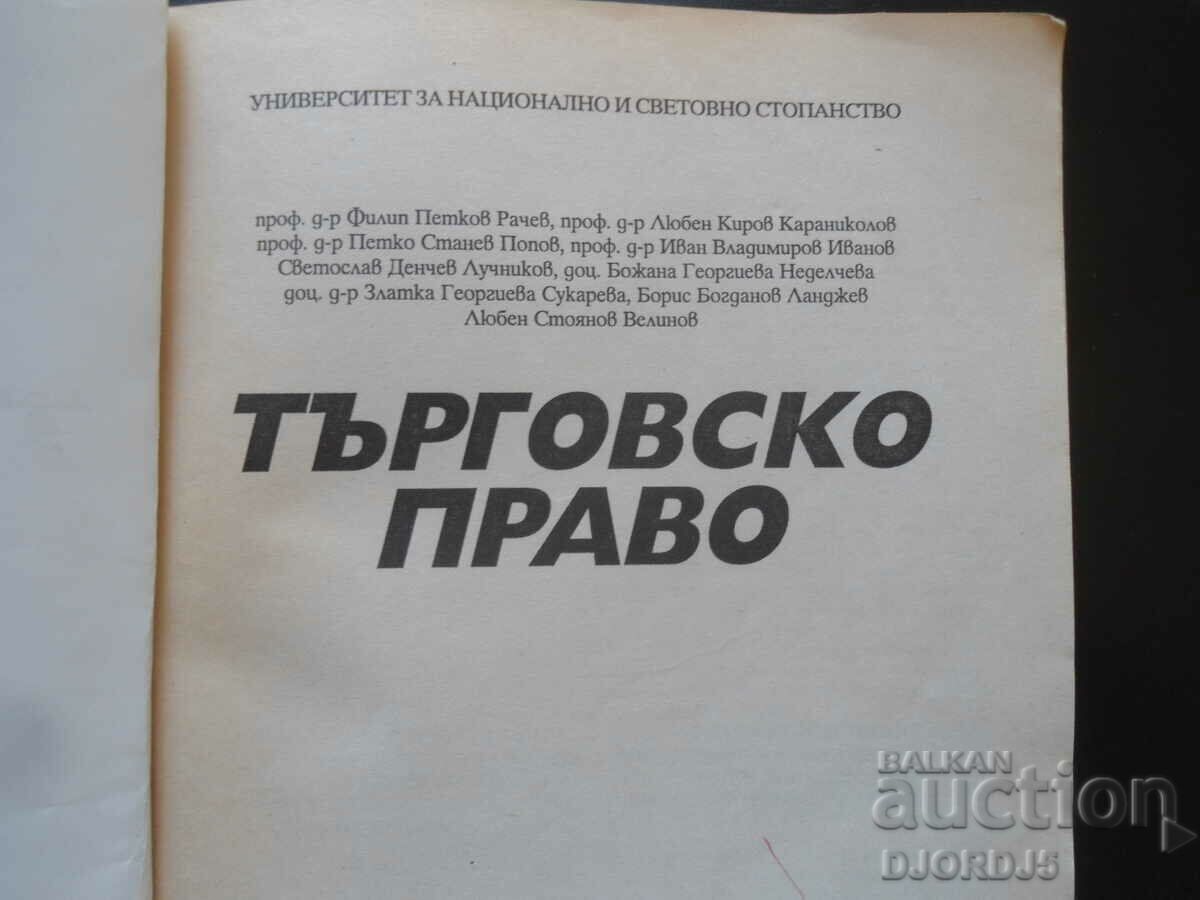 УНИВЕРСИТЕТ ЗА НАЦИОНАЛНО И СВЕТОВНО СТОПАНСТВО
проф. д-р Филип Петков Рачев, проф. д-р Любен Киров Караниколов
проф. д-р Петко Станев Попов, проф. д-р Иван Владимиров Иванов
Светослав Денчев Лучников, доц. Божана Георгиева Неделчева
доц. д-р Златка Георгиева Сукарева, Борис Богданов Ланджев
Любен Стоянов Велинов
ТЪРГОВСКО
ПРАВО
BALKAN
auction
DJORDJ5